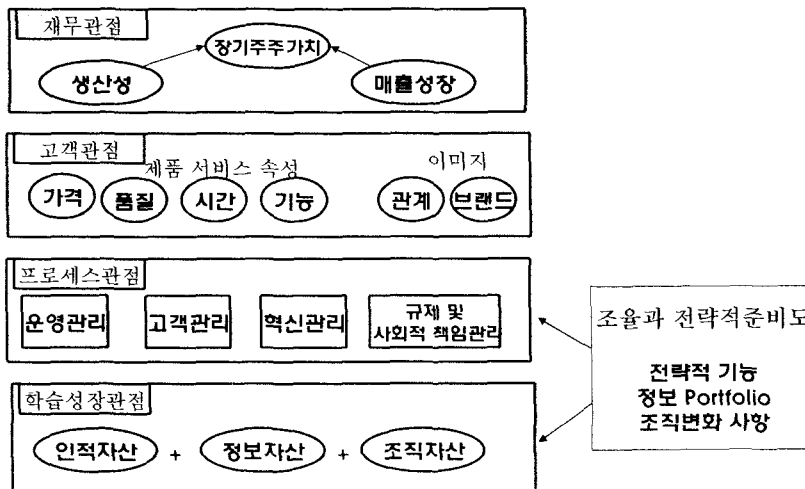 재무관점
장기주주가치
생산성
매출성장
고객관점
제품 서비스 속성
이미지
가격 품질 시간 기능 관계 브랜드
프로세스관점
운영관리 고객관리 혁신관리 규제 및
사회적 책임관리
조율과 전략적준비도
전략적 기능
정보 Portfolio
조직변화 사항
학습성장관점
인적자산 + 정보자산 + 조직자산